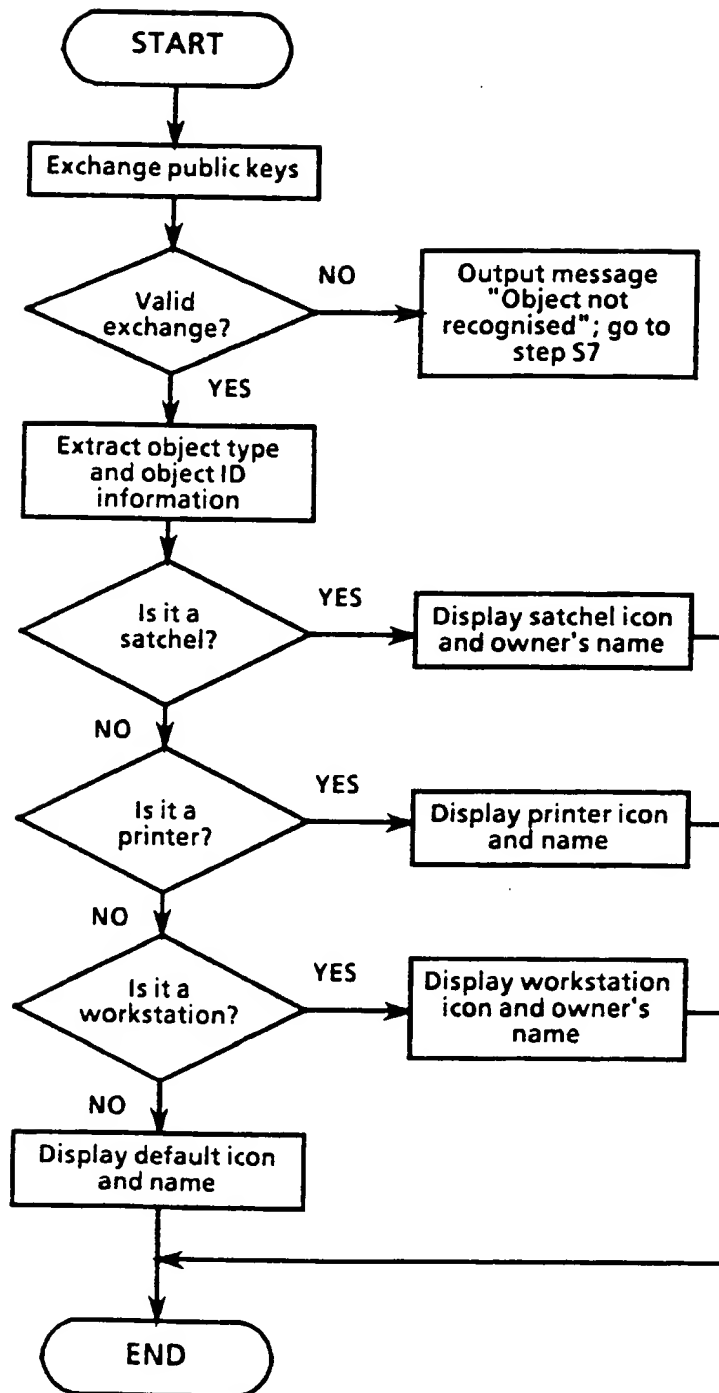 START
Exchange public keys
Valid
exchange?
NO
Output message
"Object not
recognised"; go to
step S7
YES
Extract object type
and object ID
information
Is it a
satchel?
YES
Display satchel icon
and owner's name
NO
Is it a
printer?
YES
Display printer icon
and name
NO
Is it a
workstation?
YES
Display workstation
icon and owner's
name
NO
Display default icon
and name
END